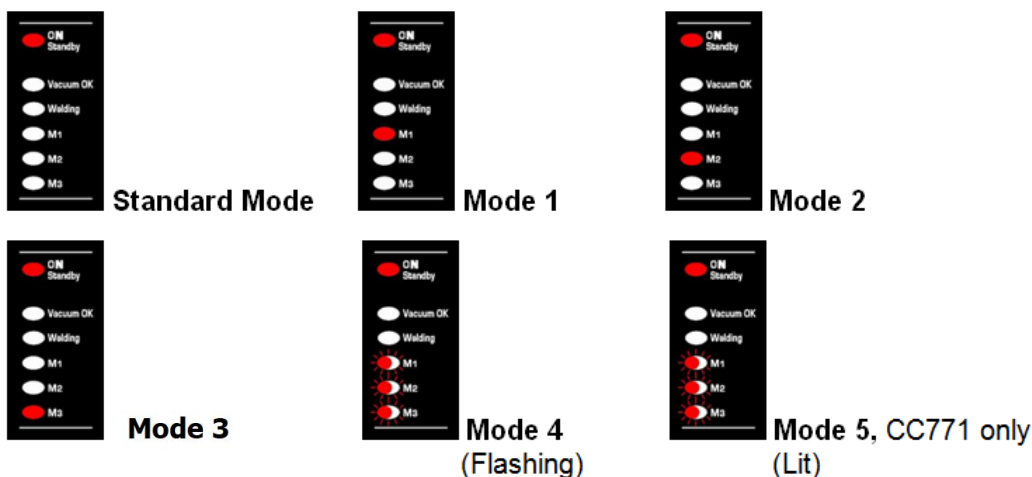 ON
Standby
Vacuum OK
Welding
M1
M2
M3
Standard Mode
ON
Standby
Vacuum OK
Welding
M1
M2
M3
Mode 1
ON
Standby
Vacuum OK
Welding
M1
M2
M3
Mode 2
ON
Standby
Vacuum OK
Welding
M1
M2
M3
Mode 3
ON
Standby
Vacuum OK
Welding
M1
M2
M3
Mode 4
(Flashing)
ON
Standby
Vacuum OK
Welding
M1
M2
M3
Mode 5, CC771 only
(Lit)